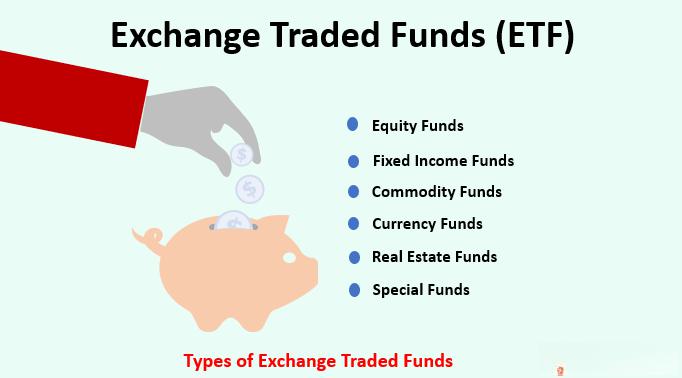 Exchange Traded Funds (ETF)
Equity Funds
Fixed Income Funds
Commodity Funds
Currency Funds
Real Estate Funds
Special Funds
$
$
$
Types of Exchange Traded Funds